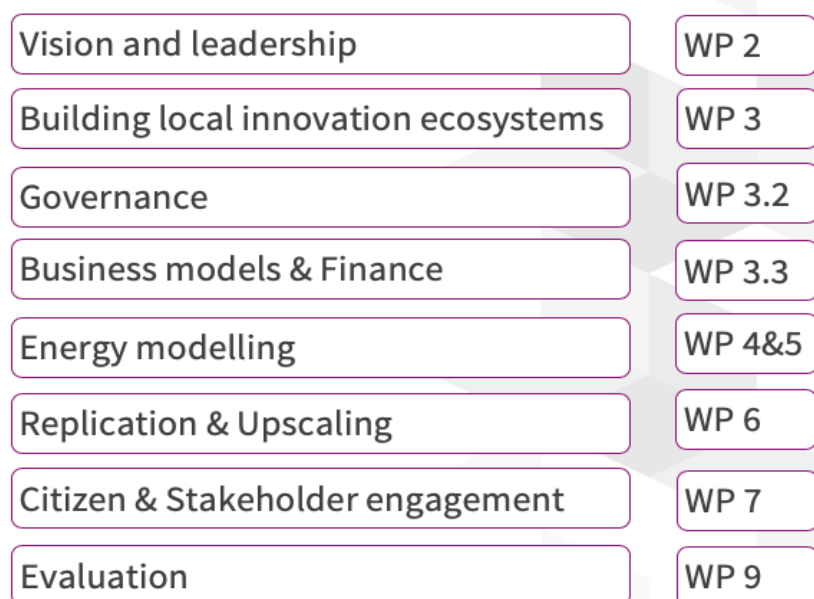 Vision and leadership WP 2
Building local innovation ecosystems WP 3
Governance WP 3.2
Business models & Finance WP 3.3
Energy modelling WP 4&5
Replication & Upscaling WP 6
Citizen & Stakeholder engagement WP 7
Evaluation WP 9